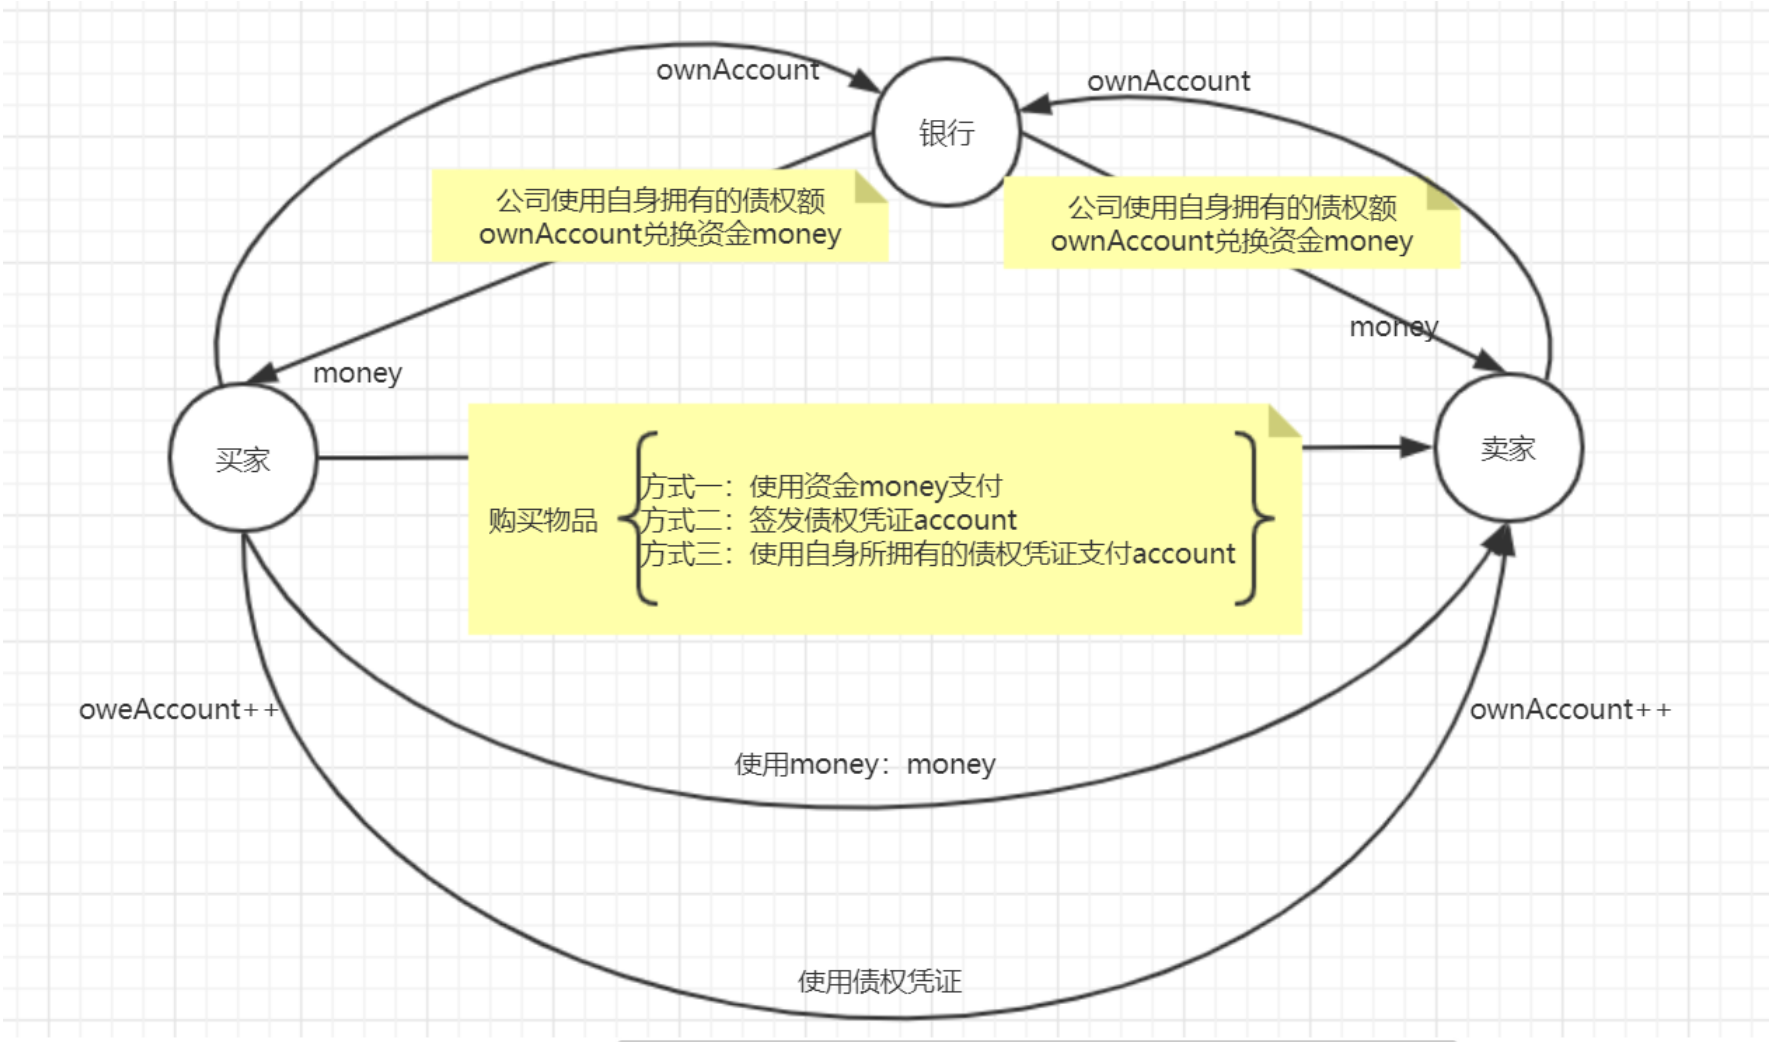 ownAccount
ownAccount
银行
公司使用自身拥有的债权额
ownAccount兑换资金money
公司使用自身拥有的债权额
ownAccount兑换资金money
money
money
买家
卖家
购买物品
方式一：使用资金money支付
方式二：签发债权凭证account
方式三：使用自身所拥有的债权凭证支付account
oweAccount++
ownAccount++
使用money：money
使用债权凭证